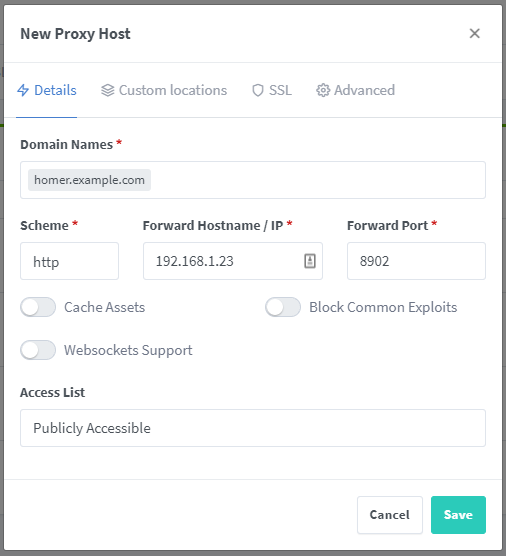 New Proxy Host
Details Custom locations SSL Advanced
Domain Names *
homer.example.com
Scheme * Forward Hostname / IP * Forward Port *
http 192.168.1.23 8902
Cache Assets Block Common Exploits
Websockets Support
Access List
Publicly Accessible
Cancel Save